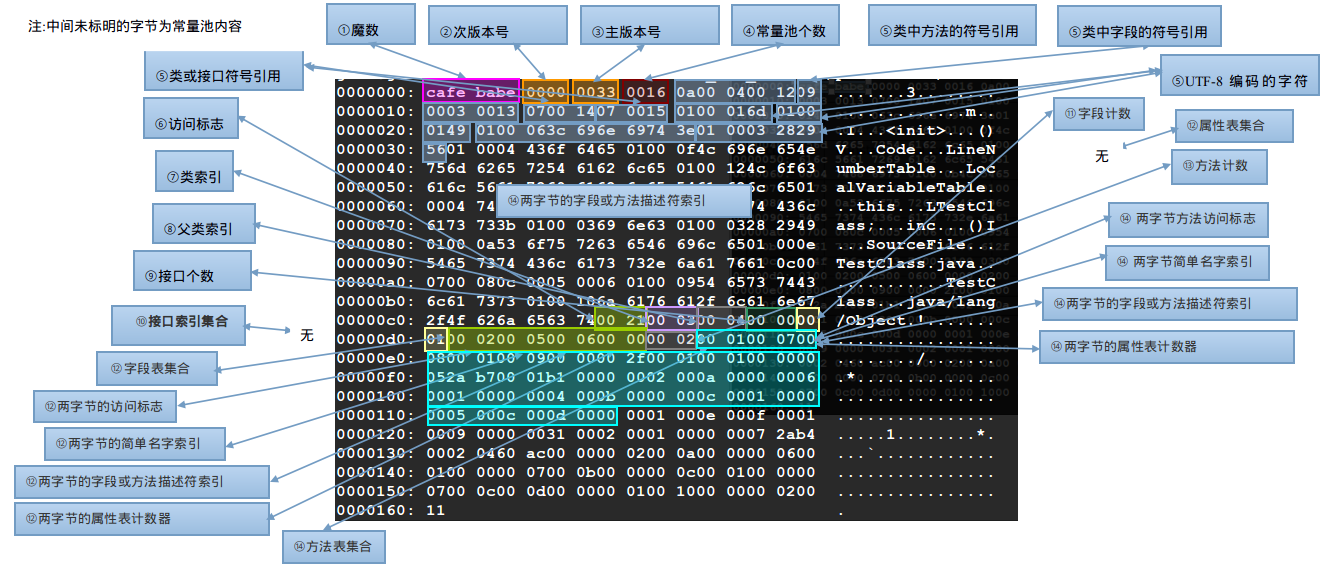 注:中间未标明的字节为常量池内容
①魔数
②次版本号
③主版本号
④常量池个数
⑤类中方法的符号引用
⑤类中字段的符号引用
⑤类或接口符号引用
⑤UTF-8 编码的字符
⑥访问标志
⑦类索引
⑧父类索引
⑨接口个数
⑩接口索引集合
无
⑫字段表集合
⑫两字节的访问标志
⑫两字节的简单名字索引
⑫两字节的字段或方法描述符索引
⑫两字节的属性表计数器
⑭方法表集合
0000000: cafe babe 0000 0033 0016 0a00 0400 1209 .......3........
0000010: 0003 0013 0700 1407 0015 0100 016d 0100 .............m..
0000020: 0149 0100 063c 696e 6974 3e01 0003 2829 .I...<init>...()
0000030: 5601 0004 436f 6465 0100 0f4c 696e 654e V...Code...LineN
0000040: 756d 6265 7254 6162 6c65 0100 124c 6f63 umberTable...Loc
0000050: 616c 6501 alVariableTable.
0000060: 0004 436c ..this...LTestCl
0000070: 6173 733b 0100 0369 6e63 0100 0328 2949 ass;...inc...()I
0000080: 0100 0a53 6f75 7263 6546 696c 6501 000e ...SourceFile...
0000090: 5465 7374 436c 6173 732e 6a61 7661 0c00 TestClass.java..
00000a0: 0700 080c 0005 0006 0100 0954 6573 7443 ...........TestC
00000b0: 6c61 7373 0100 106a 6176 612f 6c61 6e67 lass...java/lang
00000c0: 2f4f 626a 6563 7400 2100 0300 0400 0000 /Object.!.......
00000d0: 0100 0200 0500 0600 0000 0200 0100 0700 ................
00000e0: 0800 0100 0900 0000 2f00 0100 0100 0000 ......../.......
00000f0: 052a b700 01b1 0000 0002 000a 0000 0006 .*..............
0000100: 0001 0000 0004 000b 0000 000c 0001 0000 ................
0000110: 0005 000c 000d 0000 0001 000e 000f 0001 ................
0000120: 0009 0000 0031 0002 0001 0000 0007 2ab4 .....1........*.
0000130: 0002 0460 ac00 0000 0200 0a00 0000 0600 ...`............
0000140: 0100 0000 0700 0b00 0000 0c00 0100 0000 ................
0000150: 0700 0c00 0d00 0000 0100 1000 0000 0200 ................
0000160: 11 .
⑭两字节的字段或方法描述符索引
⑪字段计数
⑫属性表集合
无
⑬方法计数
⑭ 两字节方法访问标志
⑭ 两字节简单名字索引
⑭两字节的字段或方法描述符索引
⑭两字节的属性表计数器